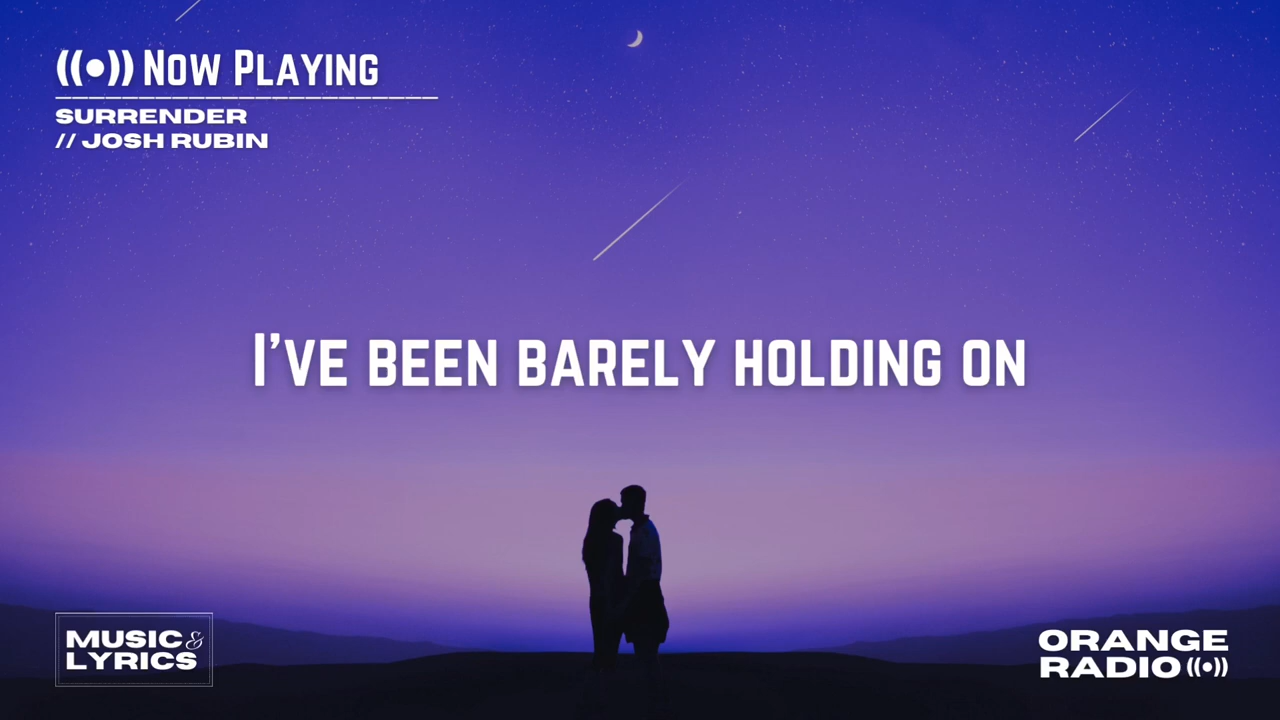 ((•)) Now Playing
SURRENDER
// JOSH RUBIN
I'VE BEEN BARELY HOLDING ON
MUSIC &
LYRICS
ORANGE
RADIO ((•))